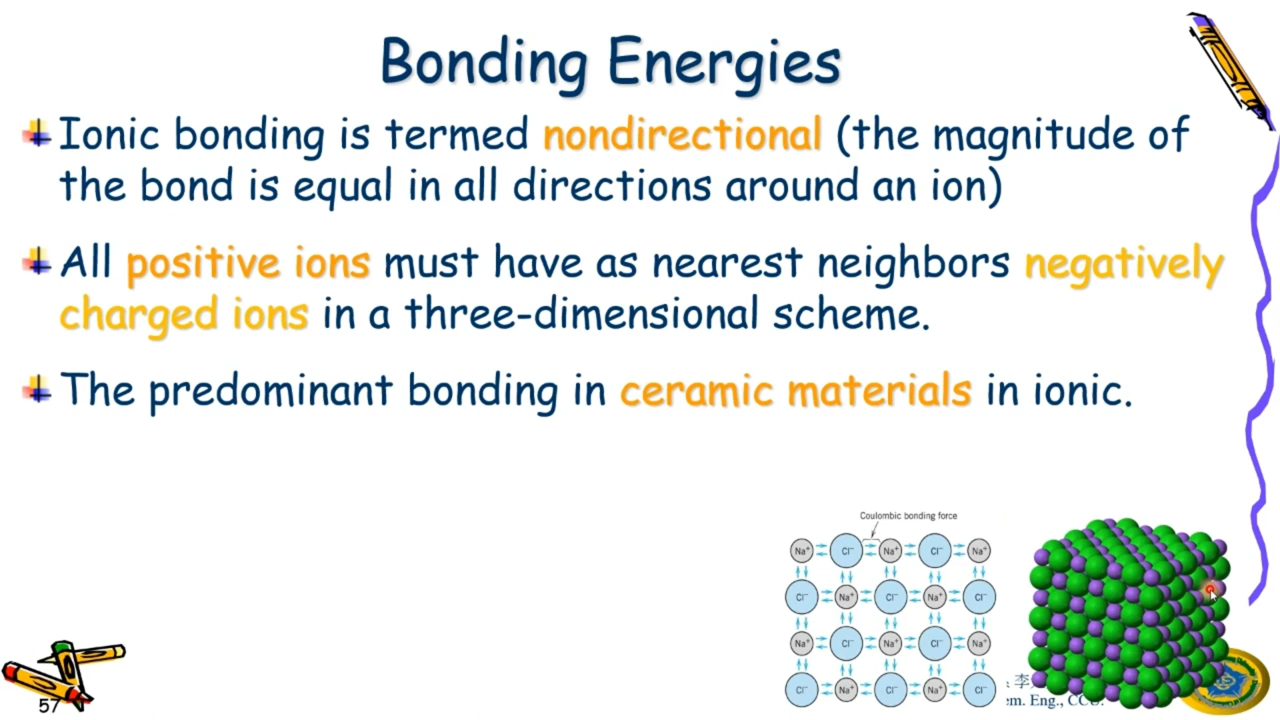 Bonding Energies
Ionic bonding is termed nondirectional (the magnitude of
the bond is equal in all directions around an ion)
All positive ions must have as nearest neighbors negatively
charged ions in a three-dimensional scheme.
The predominant bonding in ceramic materials in ionic.
Coulombic bonding force
Na⁺ Cl⁻ Na⁺ Cl⁻ Na⁺
Cl⁻ Na⁺ Cl⁻ Na⁺ Cl⁻
Na⁺ Cl⁻ Na⁺ Cl⁻ Na⁺
Cl⁻ Na⁺ Cl⁻ Na⁺ Cl⁻
李
Eng., CCU.
57